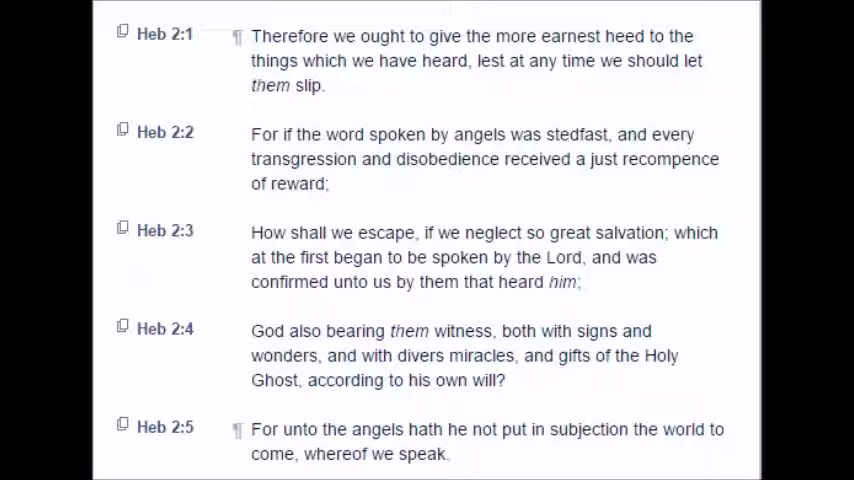 Heb 2:1 ¶ Therefore we ought to give the more earnest heed to the
things which we have heard, lest at any time we should let
them slip.
Heb 2:2 For if the word spoken by angels was stedfast, and every
transgression and disobedience received a just recompence
of reward;
Heb 2:3 How shall we escape, if we neglect so great salvation; which
at the first began to be spoken by the Lord, and was
confirmed unto us by them that heard him;
Heb 2:4 God also bearing them witness, both with signs and
wonders, and with divers miracles, and gifts of the Holy
Ghost, according to his own will?
Heb 2:5 ¶ For unto the angels hath he not put in subjection the world to
come, whereof we speak.